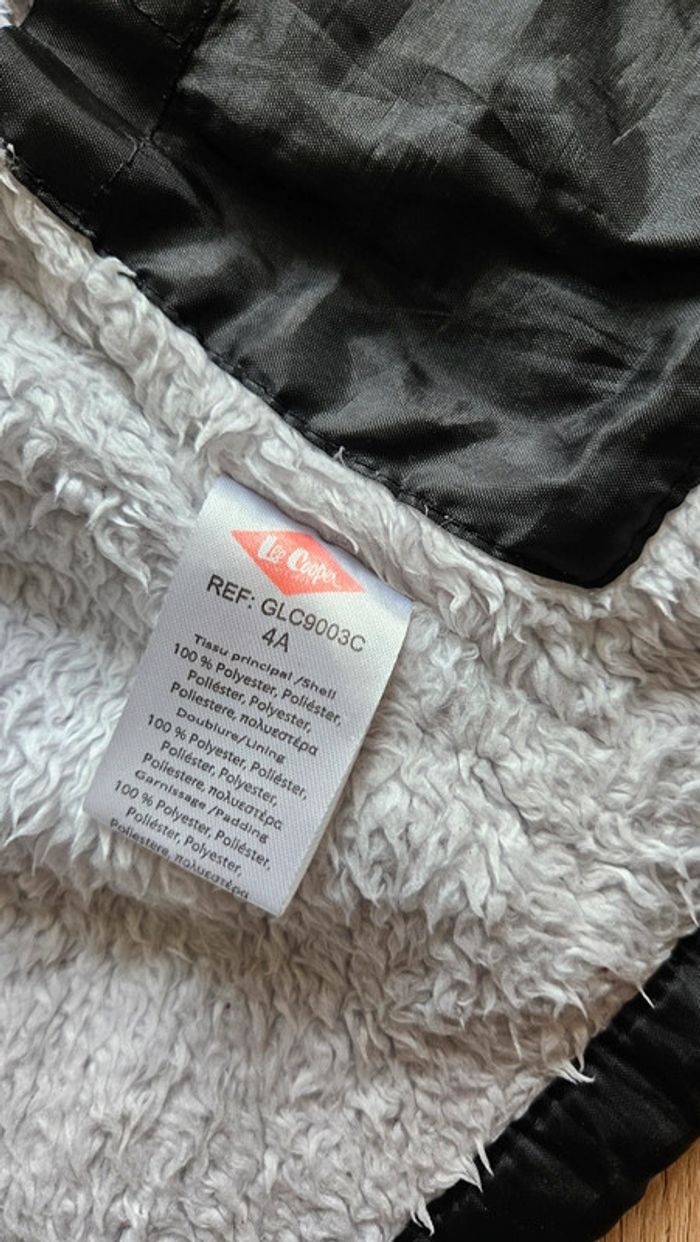 Lee Cooper
REF: GLC9003C
4A
Tissu principal /Shell
100 % Polyester, Poliéster,
Poliéster, Polyester,
Poliestere, πολυεστέρα
Doublure/Lining
100 % Polyester, Poliéster,
Poliéster, Polyester,
Poliestere, πολυεστέρα
Garnissage /Padding
100 % Polyester, Poliéster,
Poliéster, Polyester,
Poliestere, πολυεστέρα